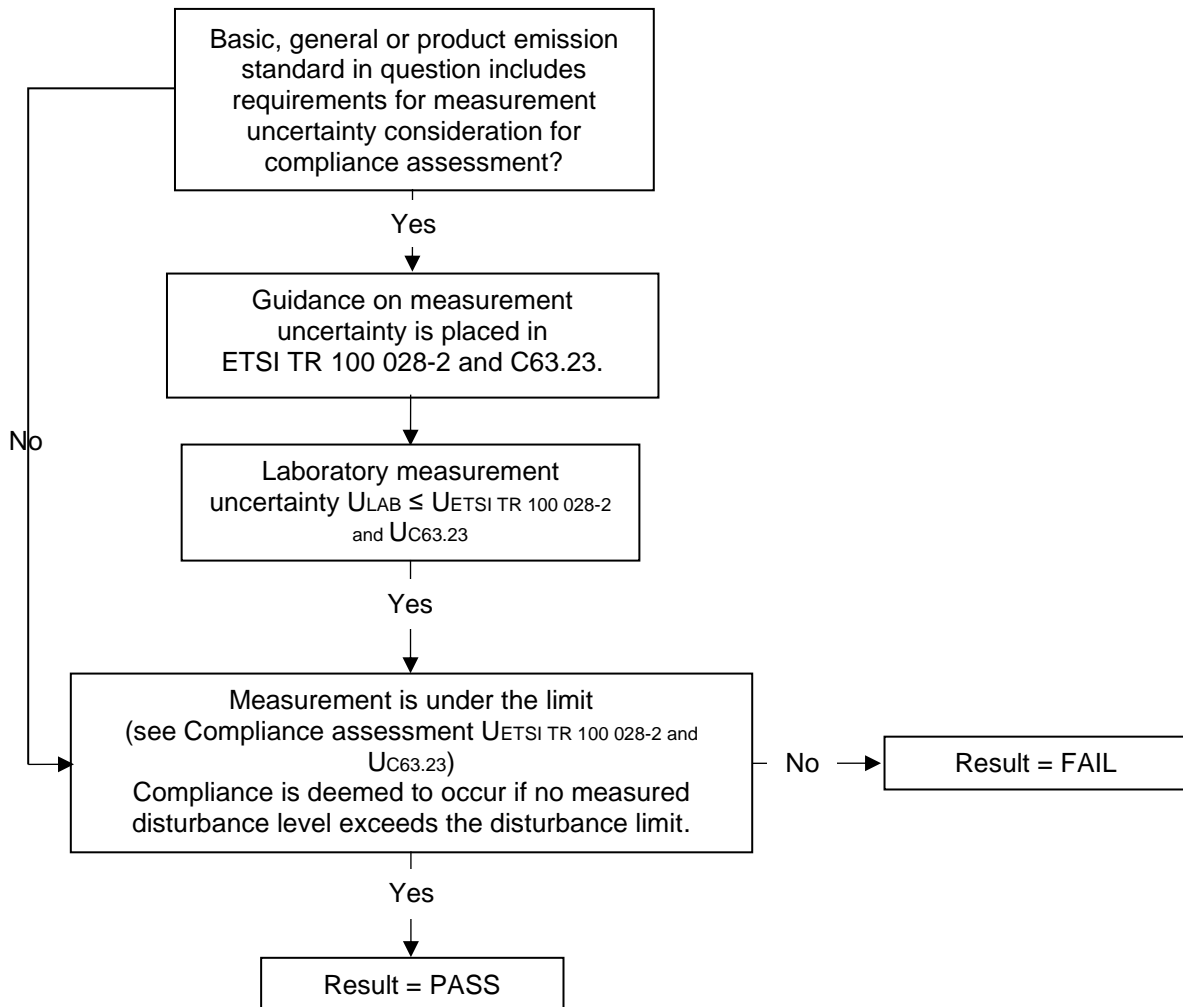 Basic, general or product emission
standard in question includes
requirements for measurement
uncertainty consideration for
compliance assessment?
Yes
Guidance on measurement
uncertainty is placed in
ETSI TR 100 028-2 and C63.23.
No
Laboratory measurement
uncertainty ULAB ≤ UETSI TR 100 028-2
and UC63.23
Yes
Measurement is under the limit
(see Compliance assessment UETSI TR 100 028-2 and
UC63.23)
Compliance is deemed to occur if no measured
disturbance level exceeds the disturbance limit.
No
Result = FAIL
Yes
Result = PASS